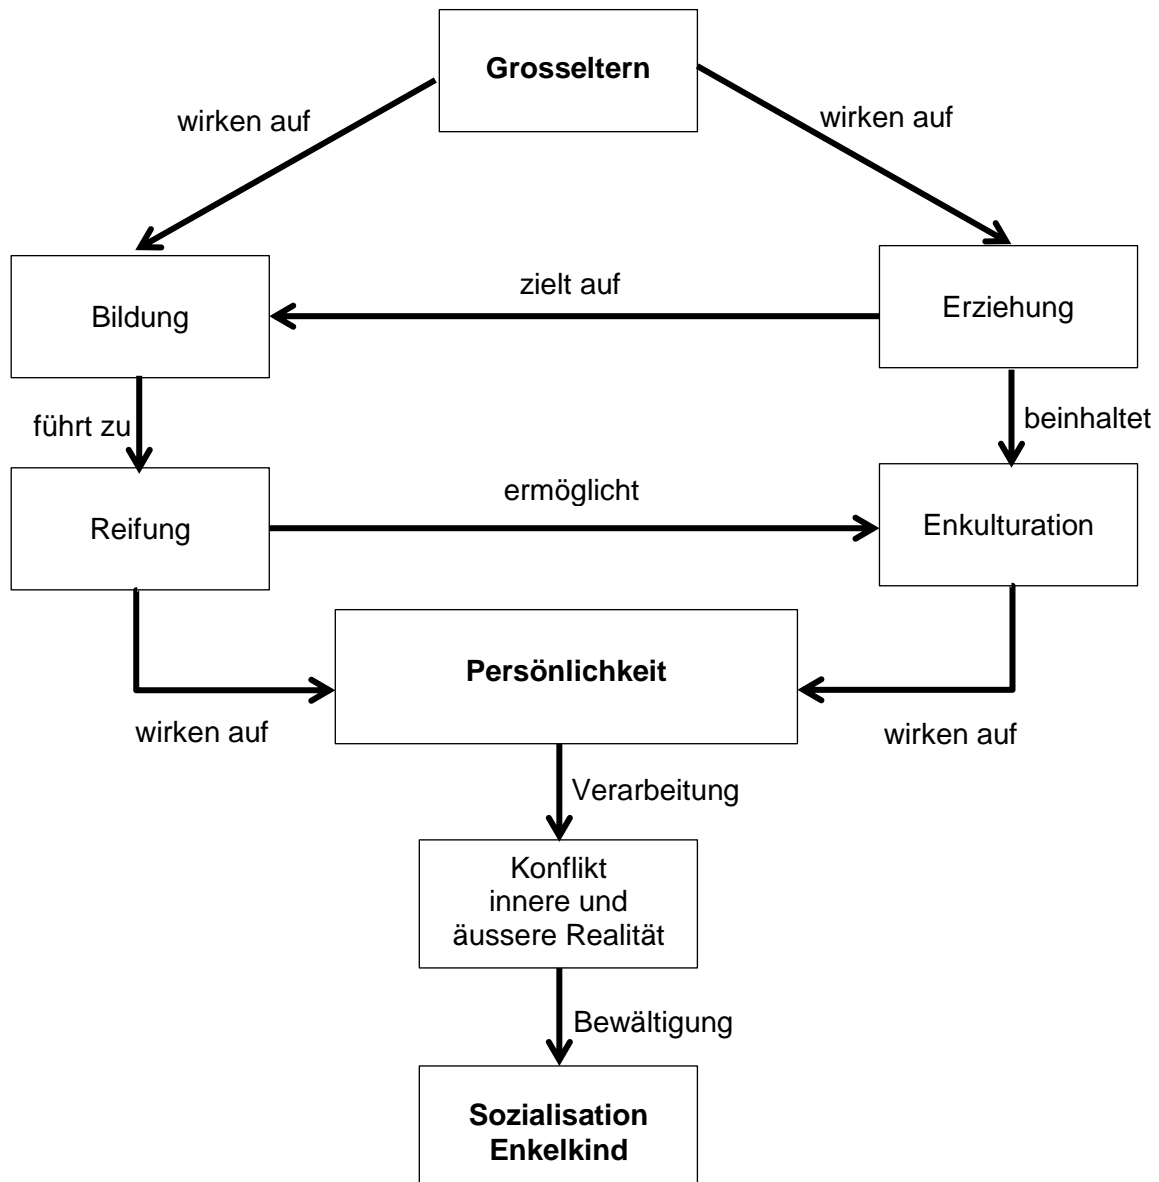 Grosseltern
wirken auf
wirken auf
zielt auf
Bildung
Erziehung
führt zu
beinhaltet
ermöglicht
Reifung
Enkulturation
Persönlichkeit
wirken auf
wirken auf
Verarbeitung
Konflikt
innere und
äussere Realität
Bewältigung
Sozialisation
Enkelkind